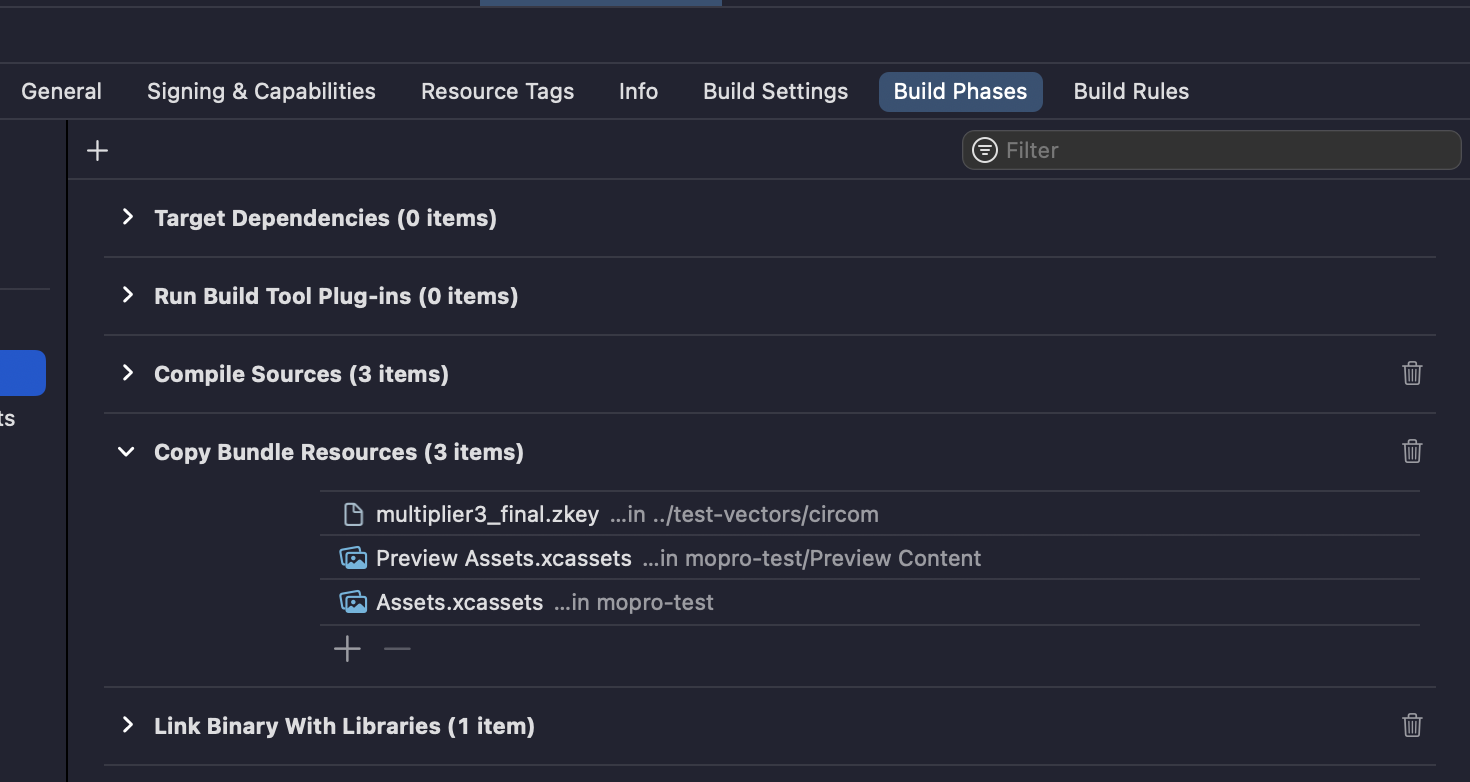 General Signing & Capabilities Resource Tags Info Build Settings Build Phases Build Rules
Filter
Target Dependencies (0 items)
Run Build Tool Plug-ins (0 items)
Compile Sources (3 items)
ts
Copy Bundle Resources (3 items)
multiplier3_final.zkey ...in ../test-vectors/circom
Preview Assets.xcassets ...in mopro-test/Preview Content
Assets.xcassets ...in mopro-test
Link Binary With Libraries (1 item)